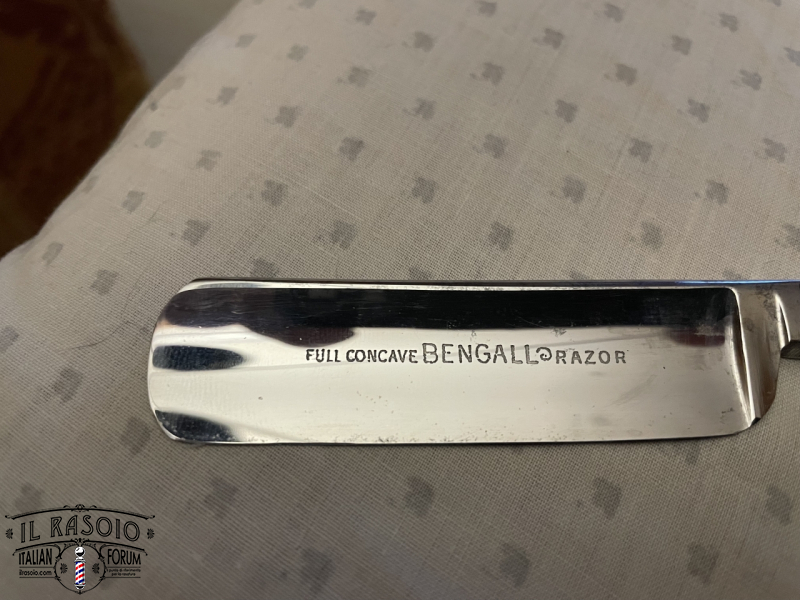 FULL CONCAVE BENGALL RAZOR
IL RASOIO
ITALIAN FORUM
ilrasoio.com